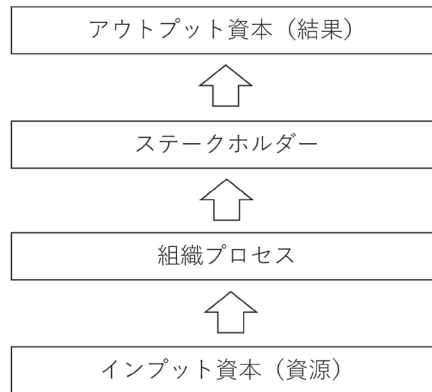 アウトプット資本（結果）
ステークホルダー
組織プロセス
インプット資本（資源）